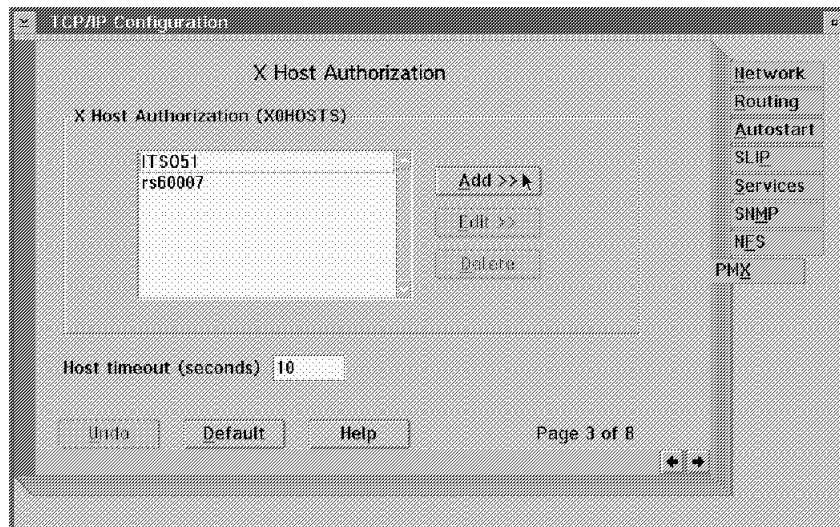 TCP/IP Configuration
X Host Authorization
X Host Authorization (X0HOSTS)
ITSO51
rs60007
Add >>
Edit >>
Delete
Host timeout (seconds) 10
Undo
Default
Help
Page 3 of 8
Network
Routing
Autostart
SLIP
Services
SNMP
NFS
PMX